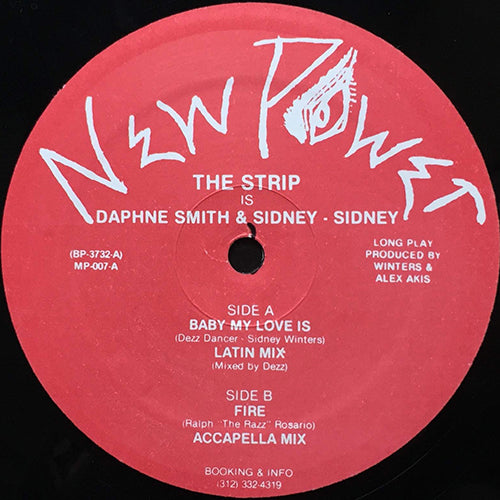 NEW POWER
THE STRIP
IS
DAPHNE SMITH & SIDNEY - SIDNEY
(BP-3732-A)
MP-007-A
LONG PLAY
PRODUCED BY
WINTERS &
ALEX AKIS
SIDE A
BABY MY LOVE IS
(Dezz Dancer - Sidney Winters)
LATIN MIX
(Mixed by Dezz)
SIDE B
FIRE
(Ralph "The Razz" Rosario)
ACCAPELLA MIX
BOOKING & INFO
(312) 332-4319